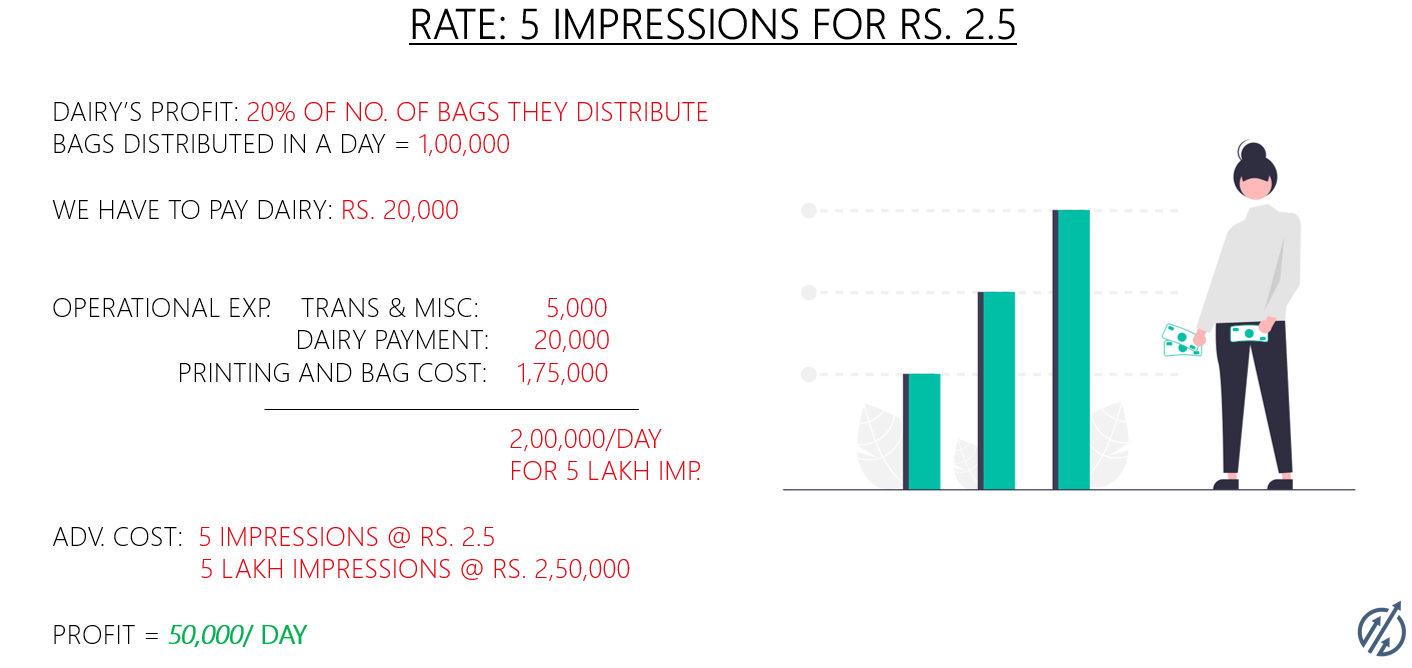 RATE: 5 IMPRESSIONS FOR RS. 2.5
DAIRY’S PROFIT: 20% OF NO. OF BAGS THEY DISTRIBUTE
BAGS DISTRIBUTED IN A DAY = 1,00,000
WE HAVE TO PAY DAIRY: RS. 20,000
OPERATIONAL EXP. TRANS & MISC: 5,000
DAIRY PAYMENT: 20,000
PRINTING AND BAG COST: 1,75,000
2,00,000/DAY
FOR 5 LAKH IMP.
ADV. COST: 5 IMPRESSIONS @ RS. 2.5
5 LAKH IMPRESSIONS @ RS. 2,50,000
PROFIT = 50,000/ DAY